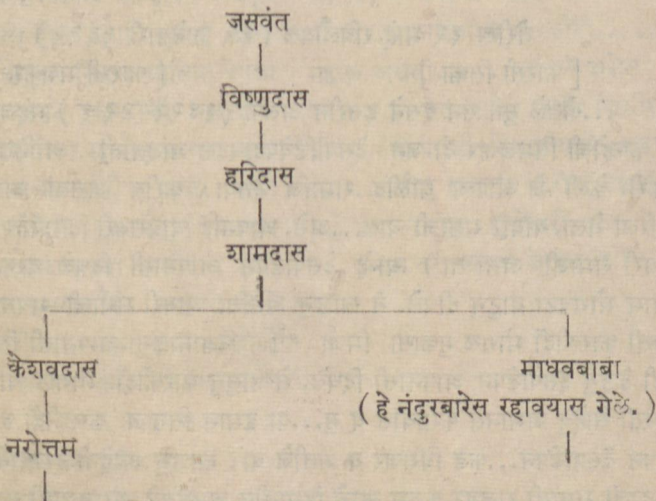 जसवंत
विष्णुदास
हरिदास
शामदास
केशवदास
माधवबाबा
( हे नंदुरबारेस रहावयास गेले. )
नरोत्तम